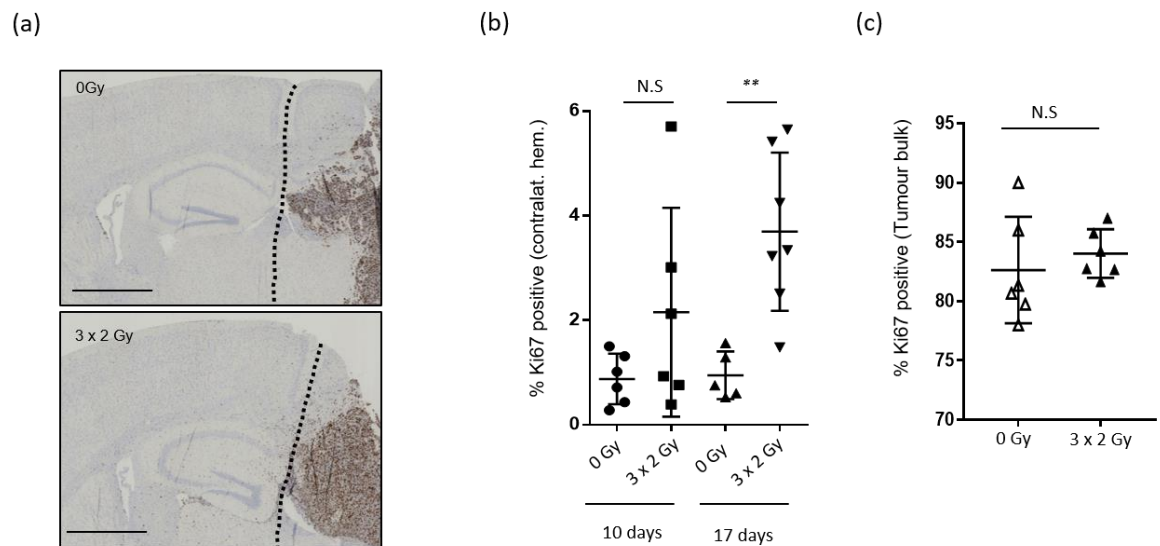 (a)
0Gy
3 x 2 Gy
(b)
% Ki67 positive (contralat. hem.)
N.S
**
6
4
2
0
0 Gy
3 x 2 Gy
0 Gy
3 x 2 Gy
10 days
17 days
(c)
% Ki67 positive (Tumour bulk)
N.S
95
90
85
80
75
70
0 Gy
3 x 2 Gy